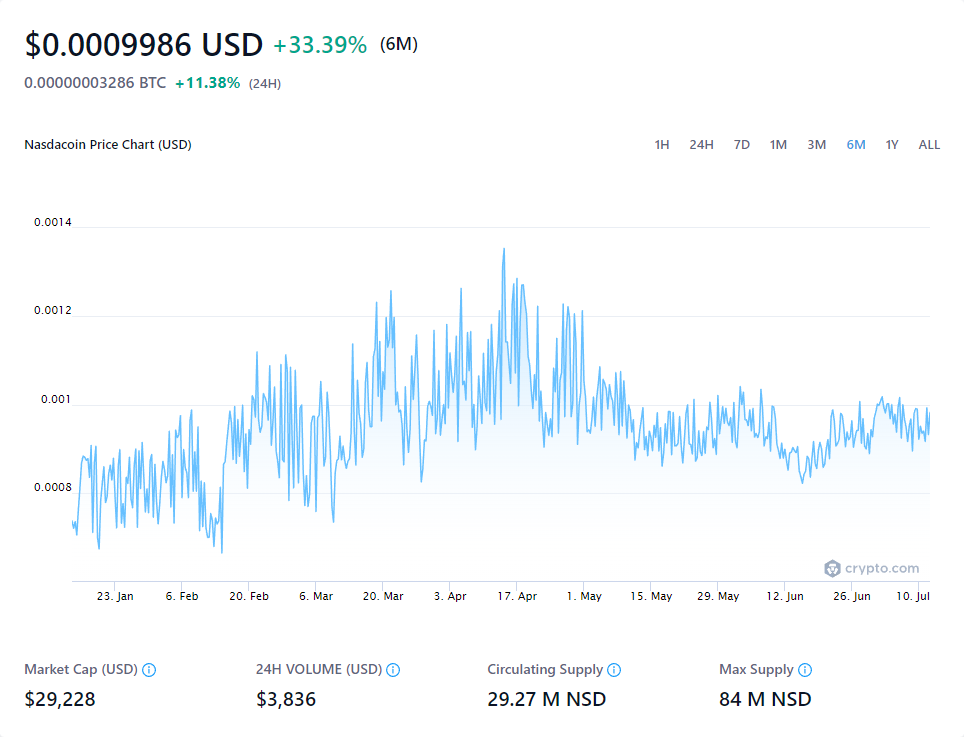 $0.0009986 USD +33.39% (6M)
0.00000003286 BTC +11.38% (24H)
Nasdacoin Price Chart (USD) 1H 24H 7D 1M 3M 6M 1Y ALL
0.0014
0.0012
0.001
0.0008
crypto.com
23. Jan 6. Feb 20. Feb 6. Mar 20. Mar 3. Apr 17. Apr 1. May 15. May 29. May 12. Jun 26. Jun 10. Jul
Market Cap (USD) 24H VOLUME (USD) Circulating Supply Max Supply
$29,228 $3,836 29.27 M NSD 84 M NSD